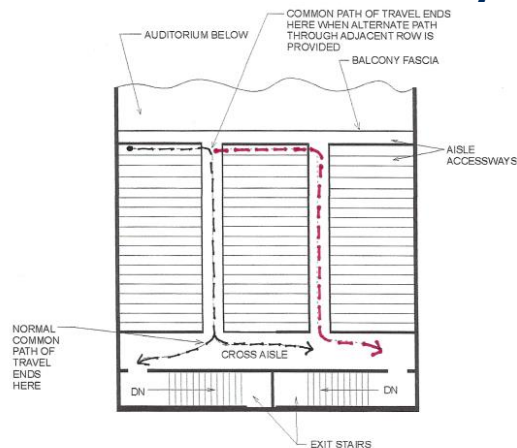 COMMON PATH OF TRAVEL ENDS
HERE WHEN ALTERNATE PATH
THROUGH ADJACENT ROW IS
PROVIDED
AUDITORIUM BELOW
BALCONY FASCIA
AISLE
ACCESSWAYS
NORMAL
COMMON
PATH OF
TRAVEL
ENDS
HERE
CROSS AISLE
DN
DN
EXIT STAIRS